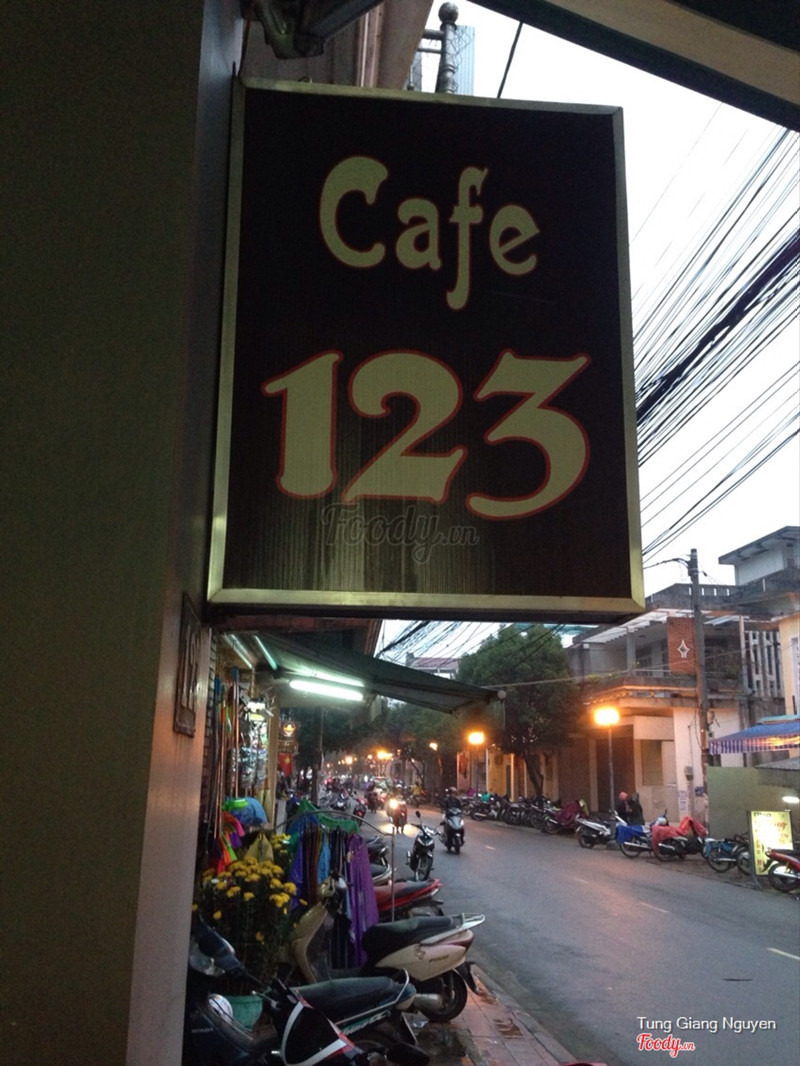 Cafe
123
Foody.vn
Tung Giang Nguyen
Foody.vn